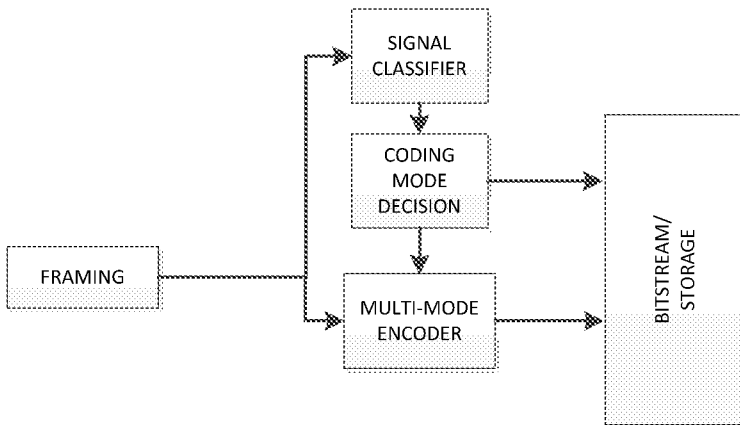 SIGNAL
CLASSIFIER
CODING
MODE
DECISION
FRAMING
MULTI-MODE
ENCODER
BITSTREAM/
STORAGE